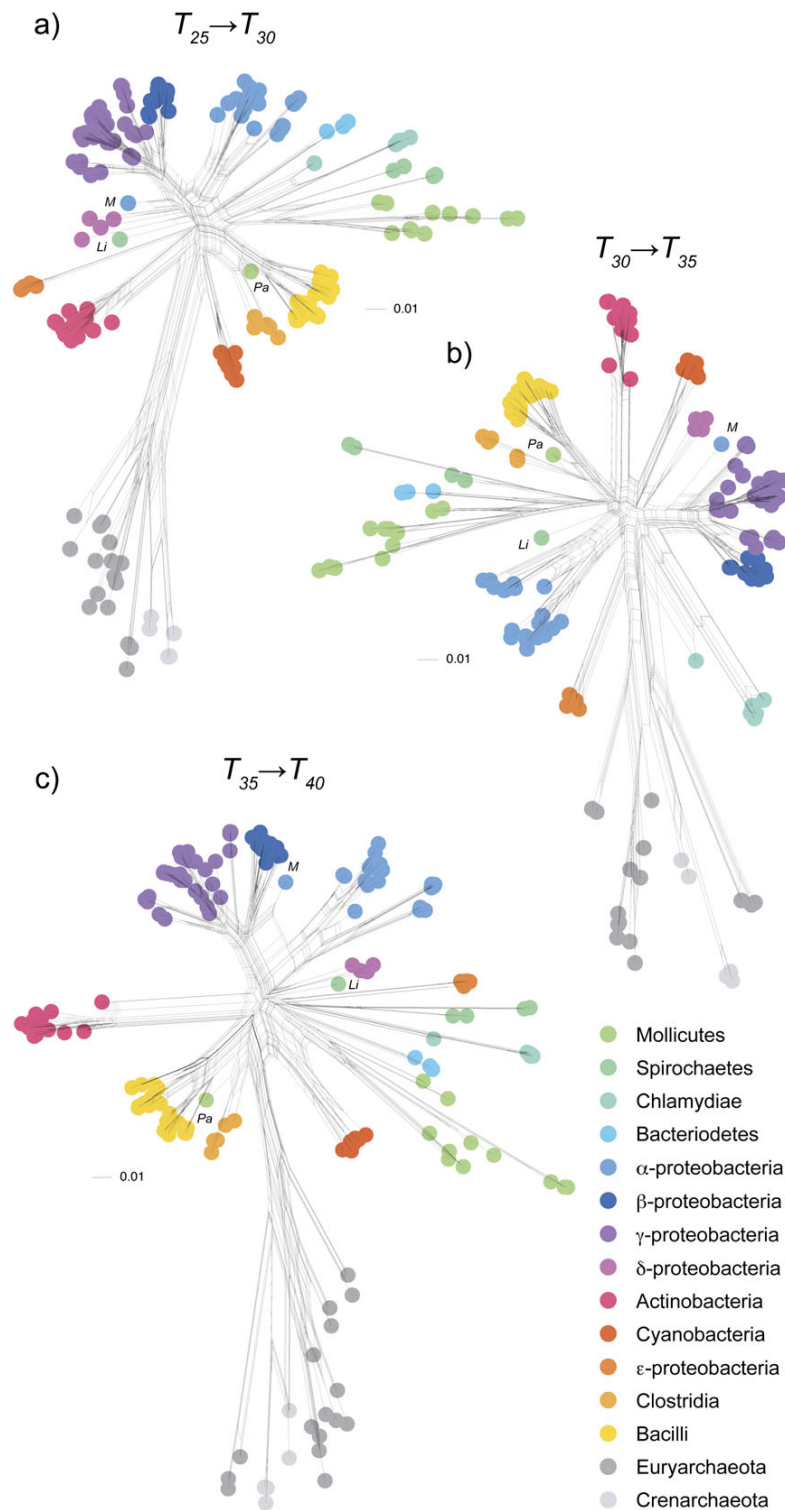 a)
T25→T30
M
Li
Pa
0.01
T30→T35
b)
M
Pa
Li
0.01
c)
T35→T40
M
Li
Pa
0.01
Mollicutes
Spirochaetes
Chlamydiae
Bacteriodetes
α-proteobacteria
β-proteobacteria
γ-proteobacteria
δ-proteobacteria
Actinobacteria
Cyanobacteria
ε-proteobacteria
Clostridia
Bacilli
Euryarchaeota
Crenarchaeota